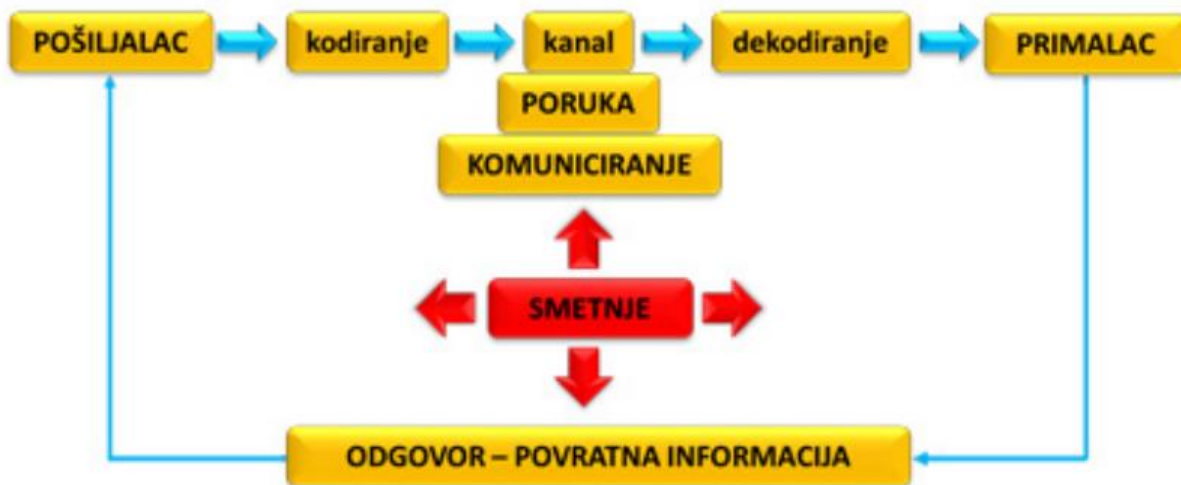 POŠILJALAC
kodiranje
kanal
dekodiranje
PRIMALAC
PORUKA
KOMUNICIRANJE
SMETNJE
ODGOVOR – POVRATNA INFORMACIJA